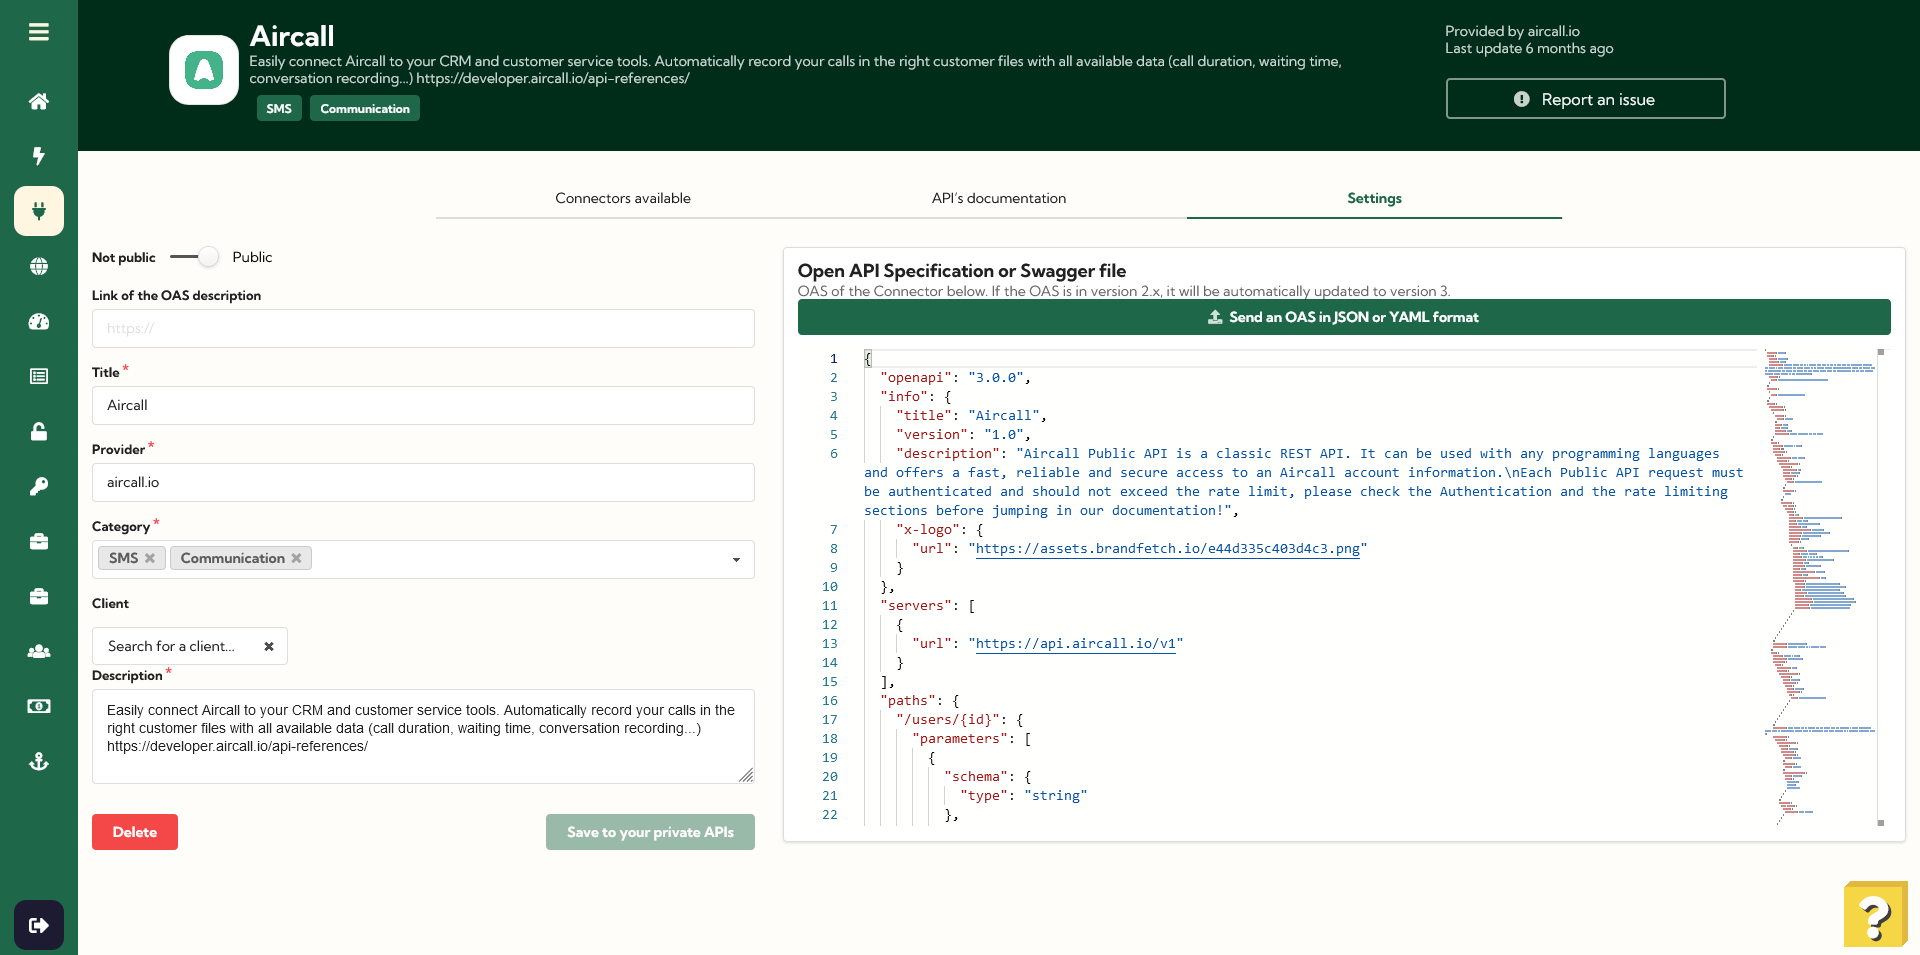 Aircall
Easily connect Aircall to your CRM and customer service tools. Automatically record your calls in the right customer files with all available data (call duration, waiting time,
conversation recording...) https://developer.aircall.io/api-references/
SMS
Communication
Provided by aircall.io
Last update 6 months ago
Report an issue
Connectors available
API's documentation
Settings
Not public
Public
Link of the OAS description
https://
Title *
Aircall
Provider *
aircall.io
Category *
SMS
Communication
Client
Search for a client...
Description *
Easily connect Aircall to your CRM and customer service tools. Automatically record your calls in the
right customer files with all available data (call duration, waiting time, conversation recording...)
https://developer.aircall.io/api-references/
Delete
Save to your private APIs
Open API Specification or Swagger file
OAS of the Connector below. If the OAS is in version 2.x, it will be automatically updated to version 3.
Send an OAS in JSON or YAML format
1 {
2 "openapi": "3.0.0",
3 "info": {
4 "title": "Aircall",
5 "version": "1.0",
6 "description": "Aircall Public API is a classic REST API. It can be used with any programming languages
and offers a fast, reliable and secure access to an Aircall account information.\nEach Public API request must
be authenticated and should not exceed the rate limit, please check the Authentication and the rate limiting
sections before jumping in our documentation!",
7 "x-logo": {
8 "url": "https://assets.brandfetch.io/e44d335c403d4c3.png"
9 }
10 },
11 "servers": [
12 {
13 "url": "https://api.aircall.io/v1"
14 }
15 ],
16 "paths": {
17 "/users/{id}": {
18 "parameters": [
19 {
20 "schema": {
21 "type": "string"
22 },
?